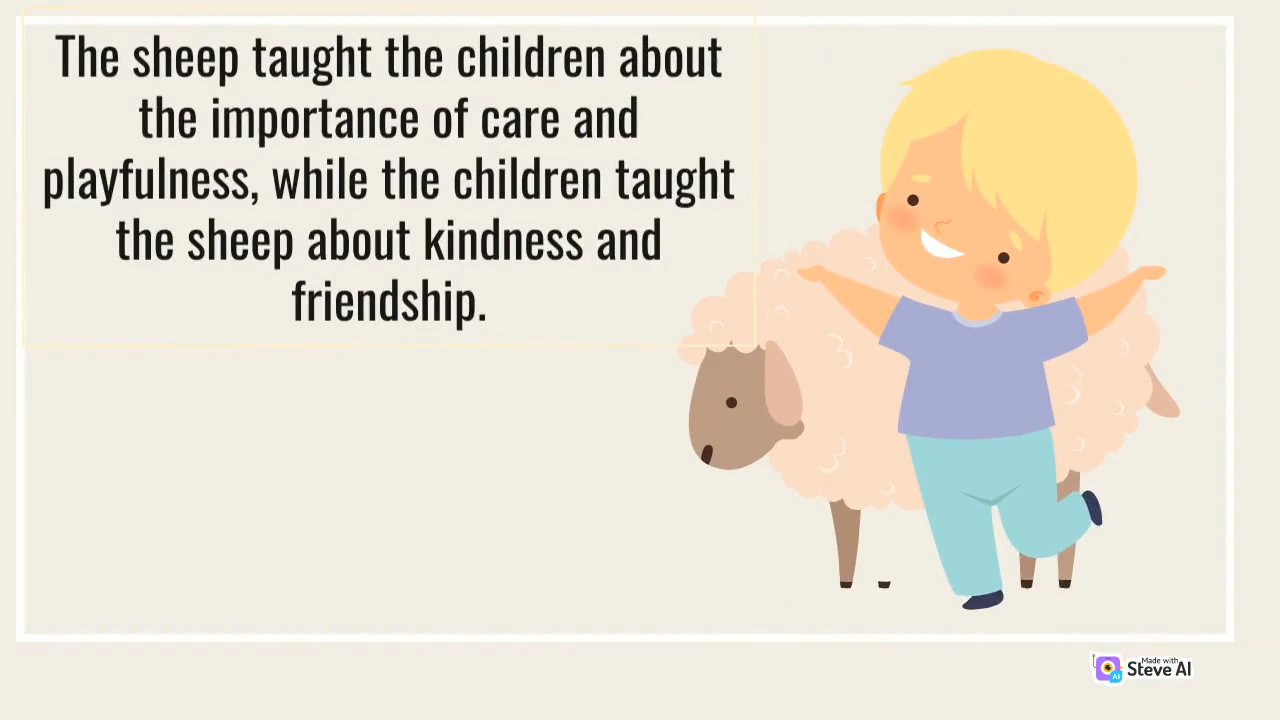 The sheep taught the children about
the importance of care and
playfulness, while the children taught
the sheep about kindness and
friendship.
Made with
Steve AI
AI